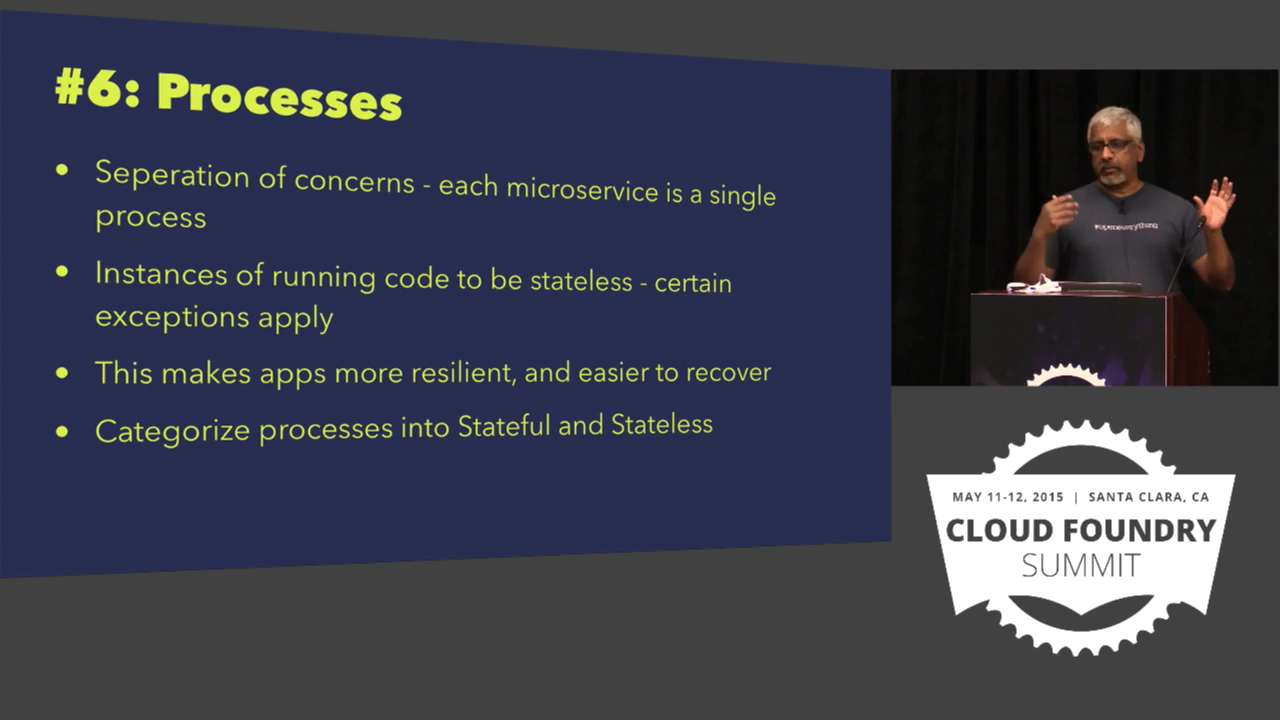 #6: Processes
• Seperation of concerns - each microservice is a single
process
• Instances of running code to be stateless - certain
exceptions apply
• This makes apps more resilient, and easier to recover
• Categorize processes into Stateful and Stateless
#openeverything
MAY 11-12, 2015 | SANTA CLARA, CA
CLOUD FOUNDRY
SUMMIT